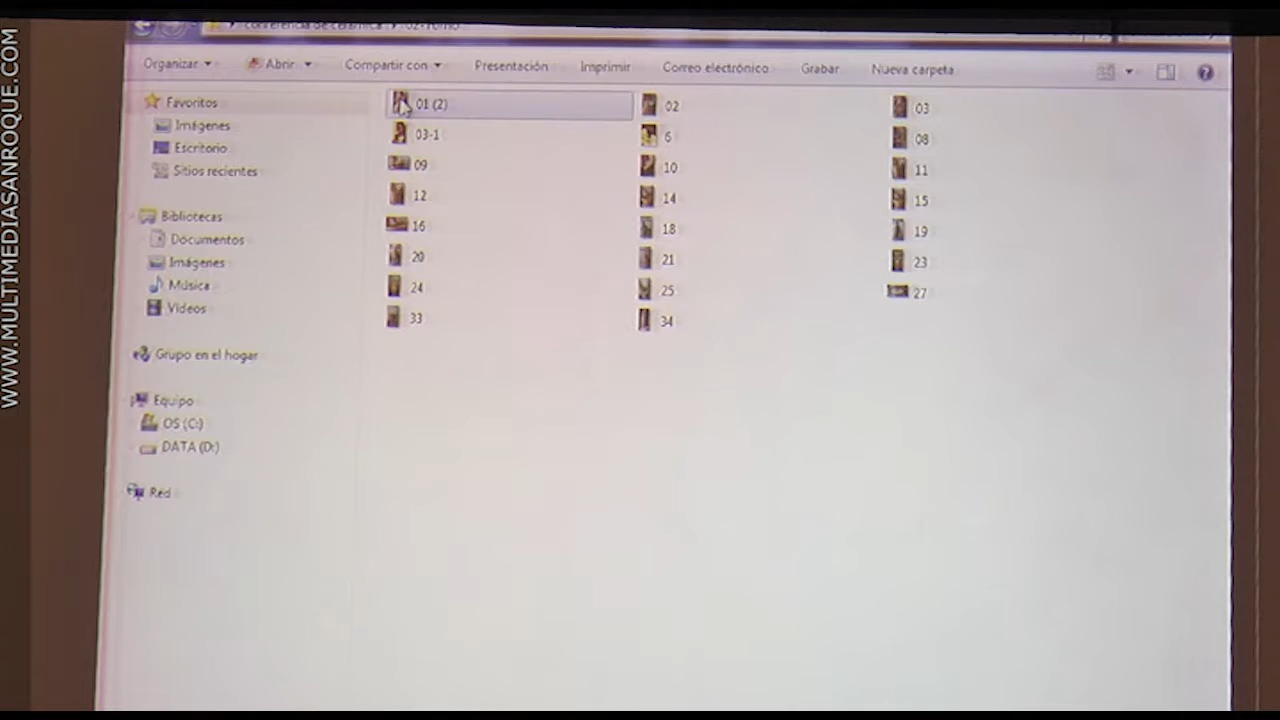 WWW.MULTIMEDIASANROQUE.COM
Organizar Abrir Compartir con Presentación Imprimir Correo electrónico Grabar Nueva carpeta
Favoritos
Imágenes
Escritorio
Sitios recientes
Bibliotecas
Documentos
Imágenes
Música
Vídeos
Grupo en el hogar
Equipo
OS (C:)
DATA (D:)
Red
01 (2) 02 03
03-1 6 08
09 10 11
12 14 15
16 18 19
20 21 23
24 25 27
33 34